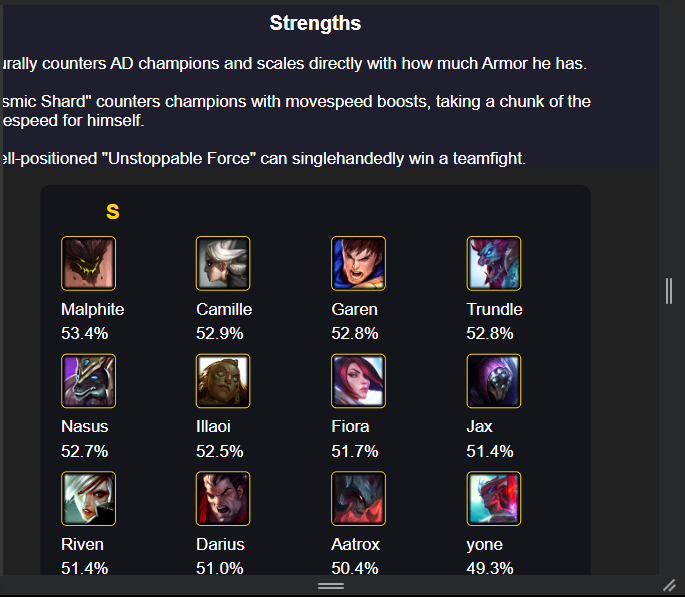 Strengths
urally counters AD champions and scales directly with how much Armor he has.
smic Shard" counters champions with movespeed boosts, taking a chunk of the
espeed for himself.
ell-positioned "Unstoppable Force" can singlehandedly win a teamfight.
S
Malphite Camille Garen Trundle
53.4% 52.9% 52.8% 52.8%
Nasus Illaoi Fiora Jax
52.7% 52.5% 51.7% 51.4%
Riven Darius Aatrox yone
51.4% 51.0% 50.4% 49.3%